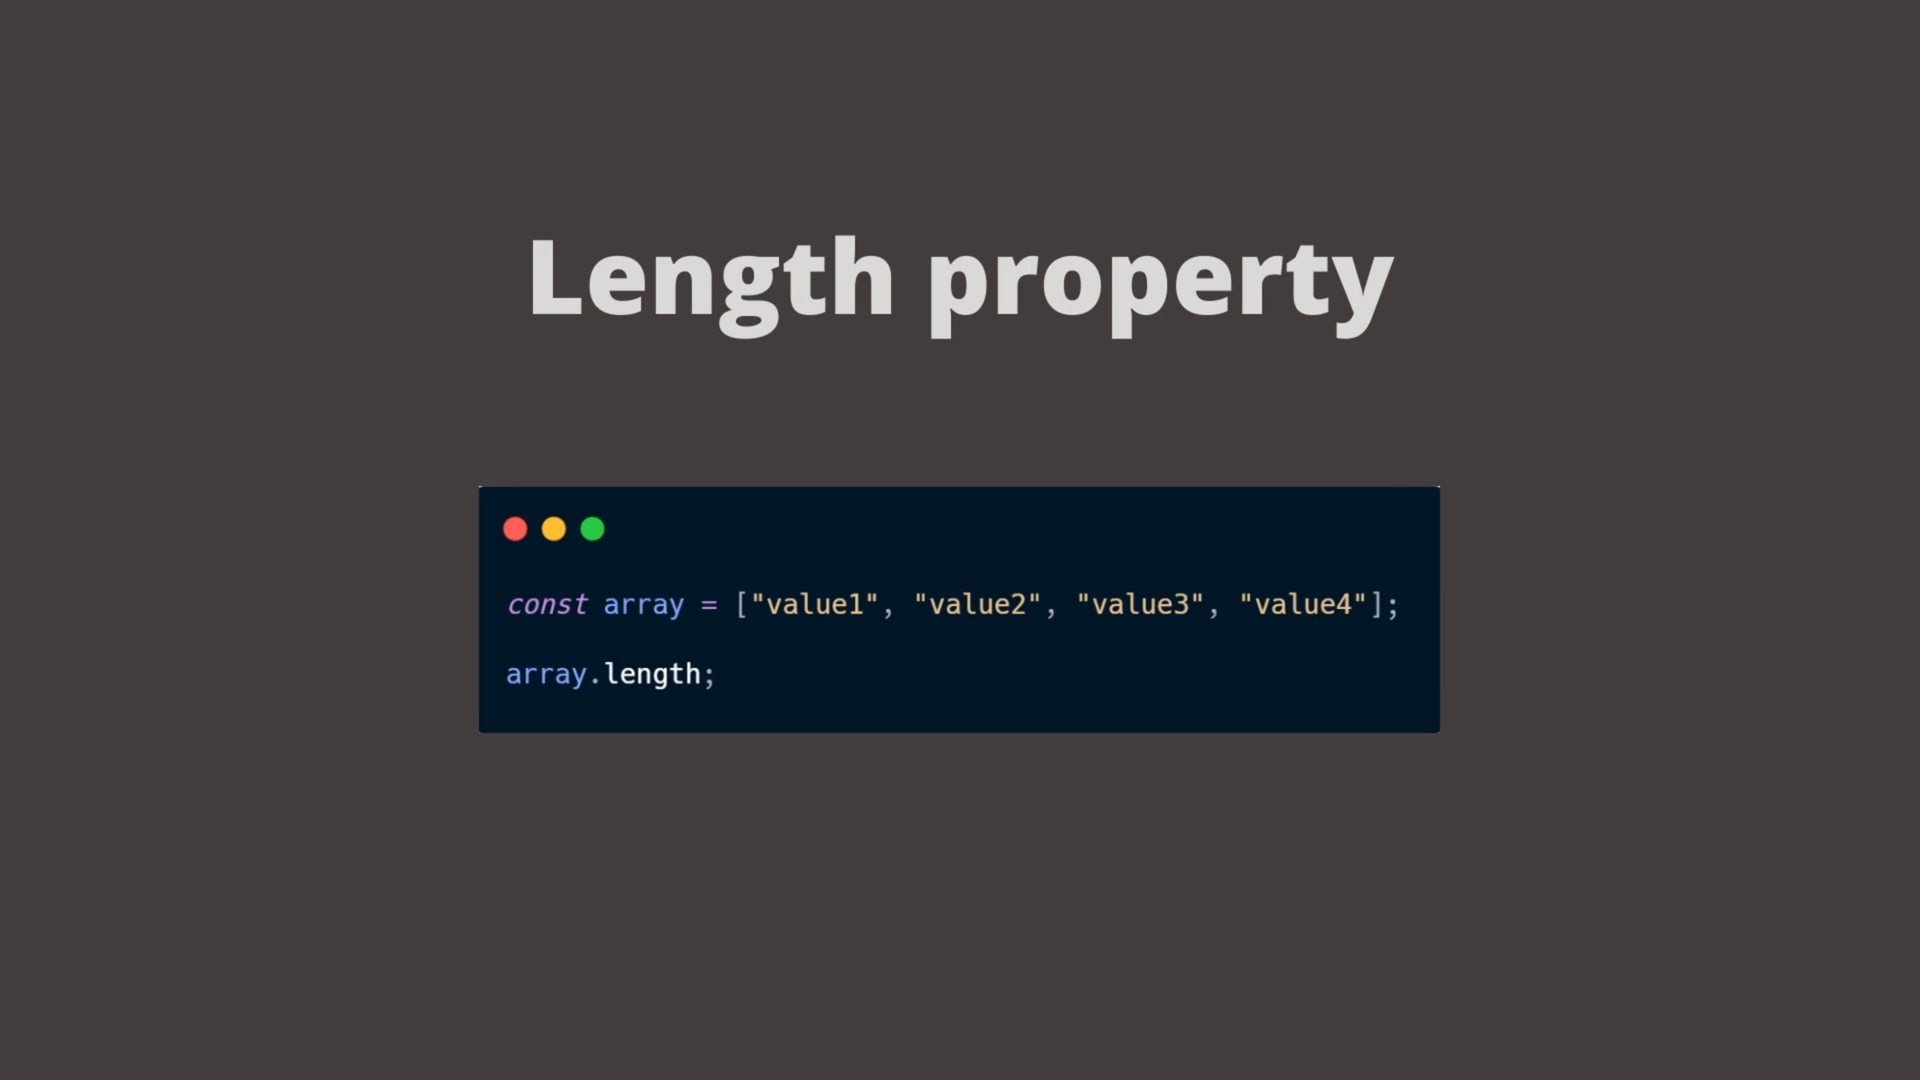 Length property
const array = ["value1", "value2", "value3", "value4"];
array.length;